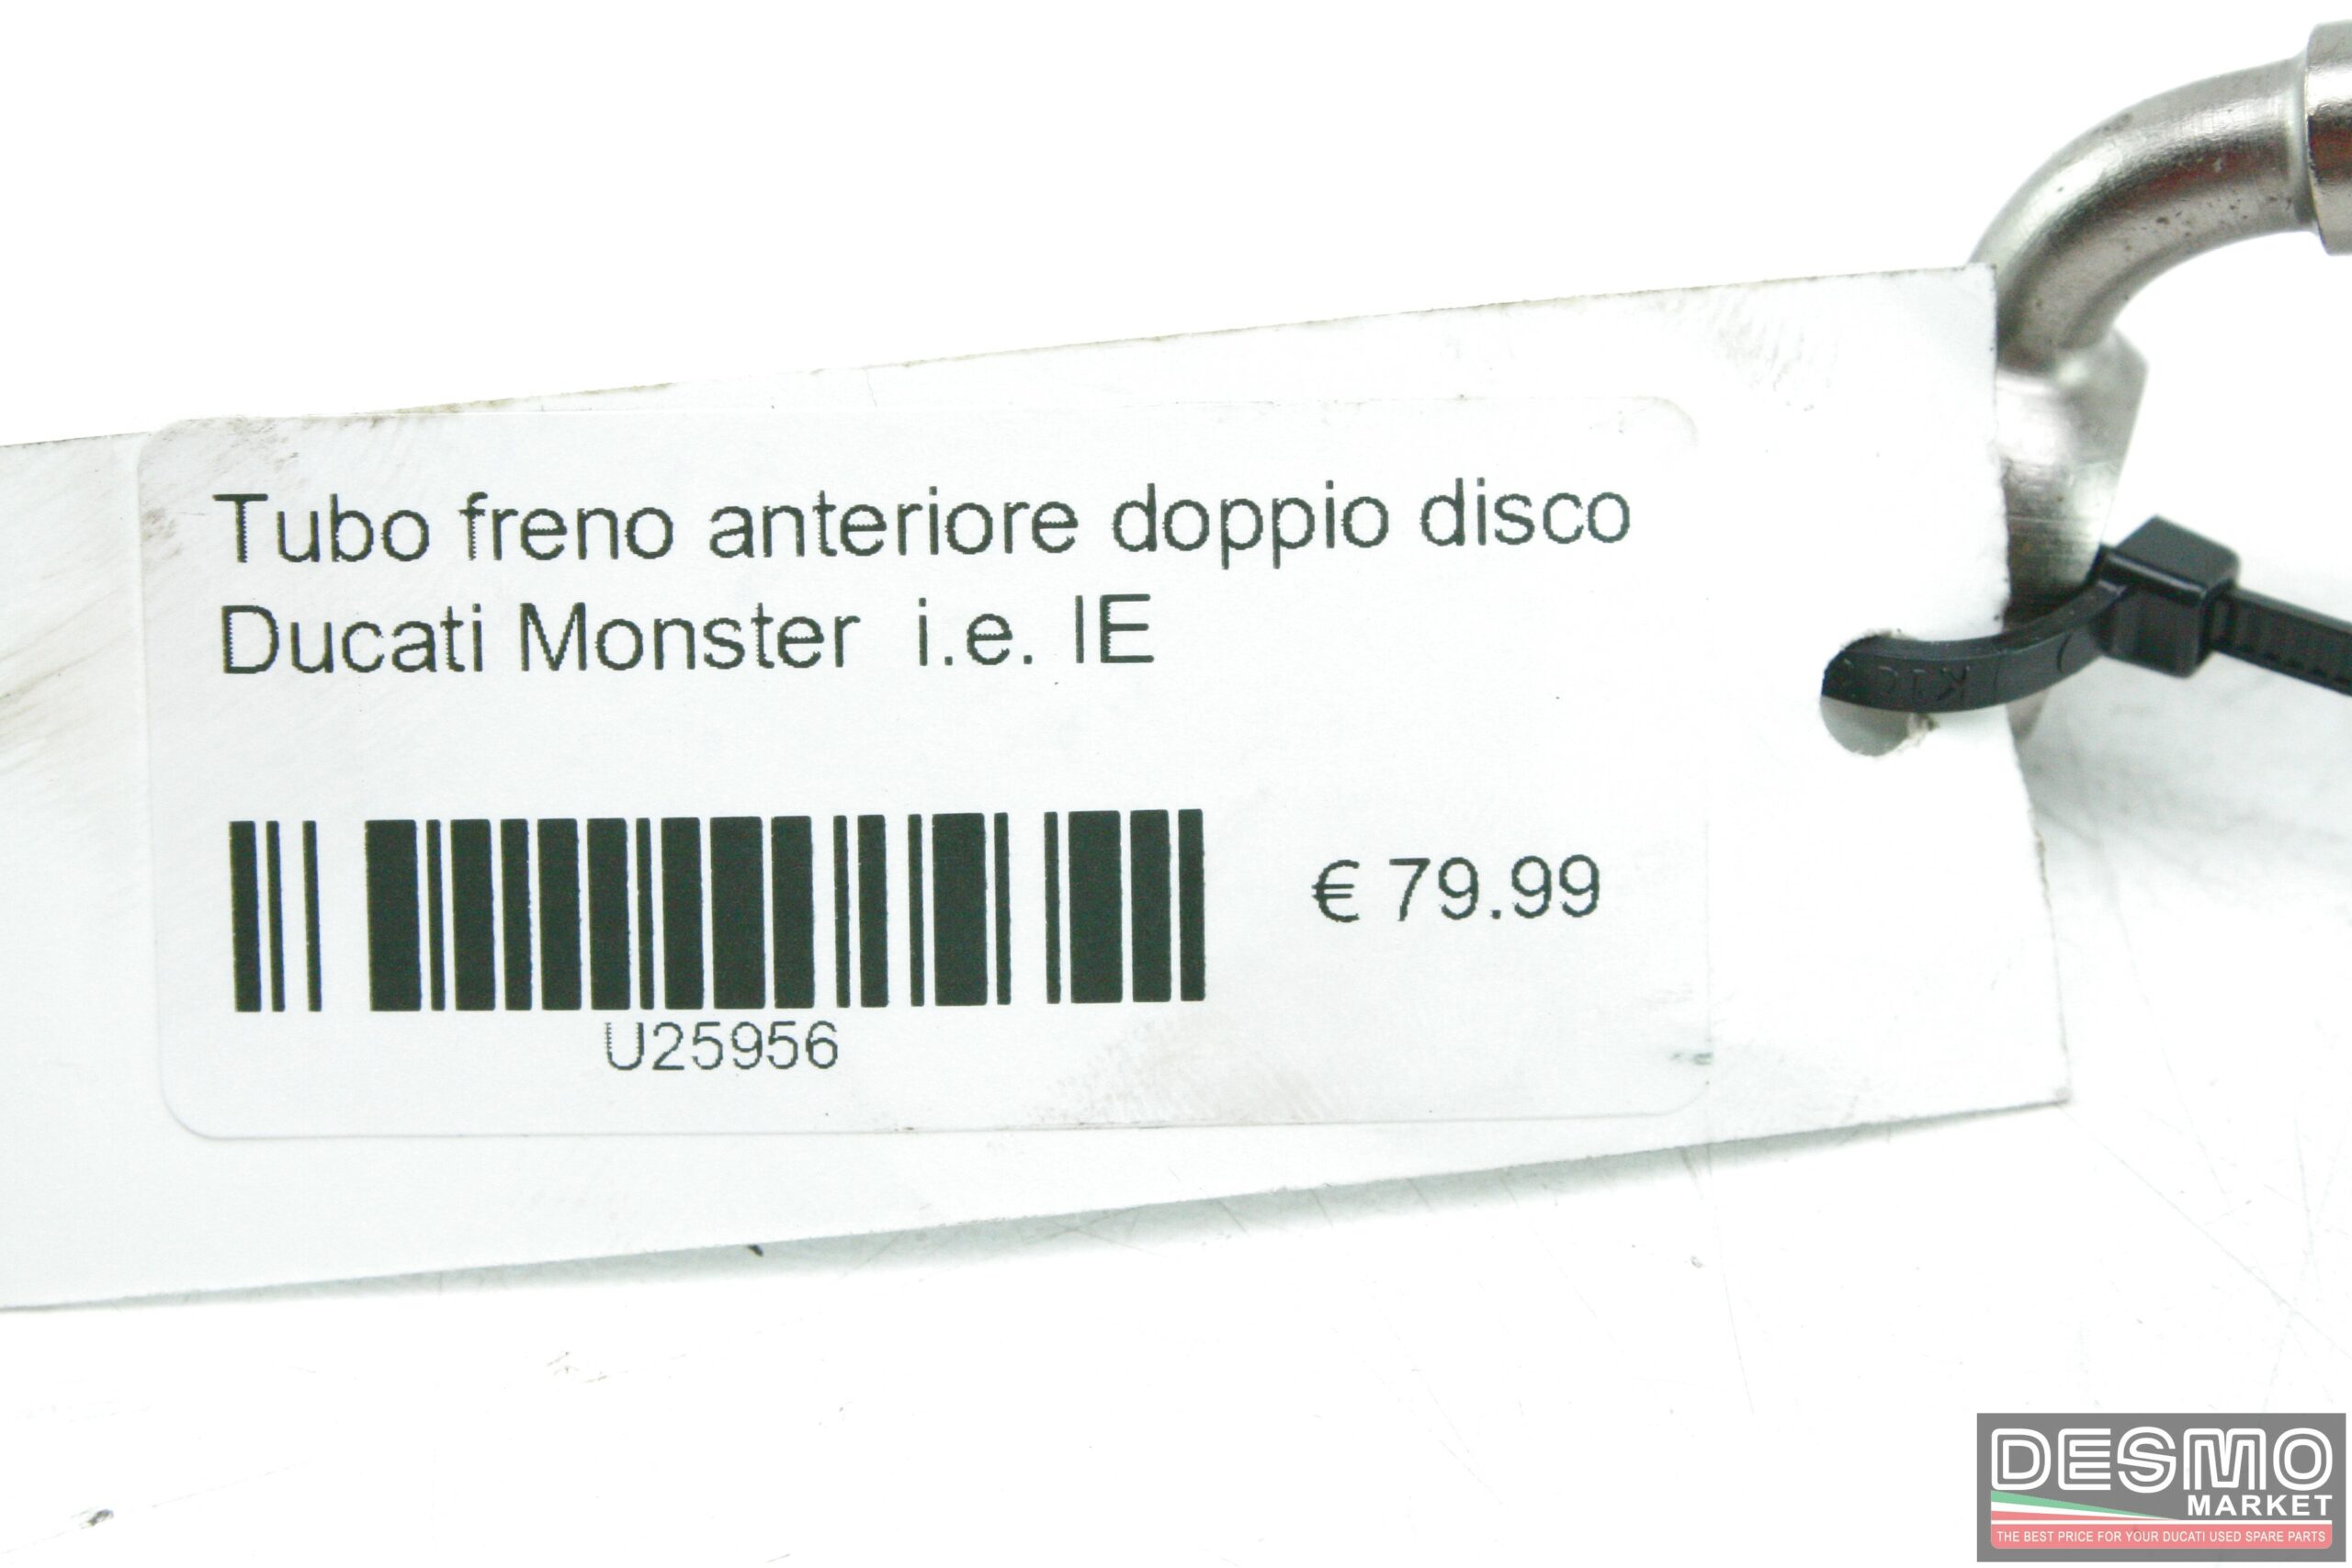 Tubo freno anteriore doppio disco
Ducati Monster  i.e. IE
€ 79.99
U25956
DESMO
MARKET
THE BEST PRICE FOR YOUR DUCATI USED SPARE PARTS